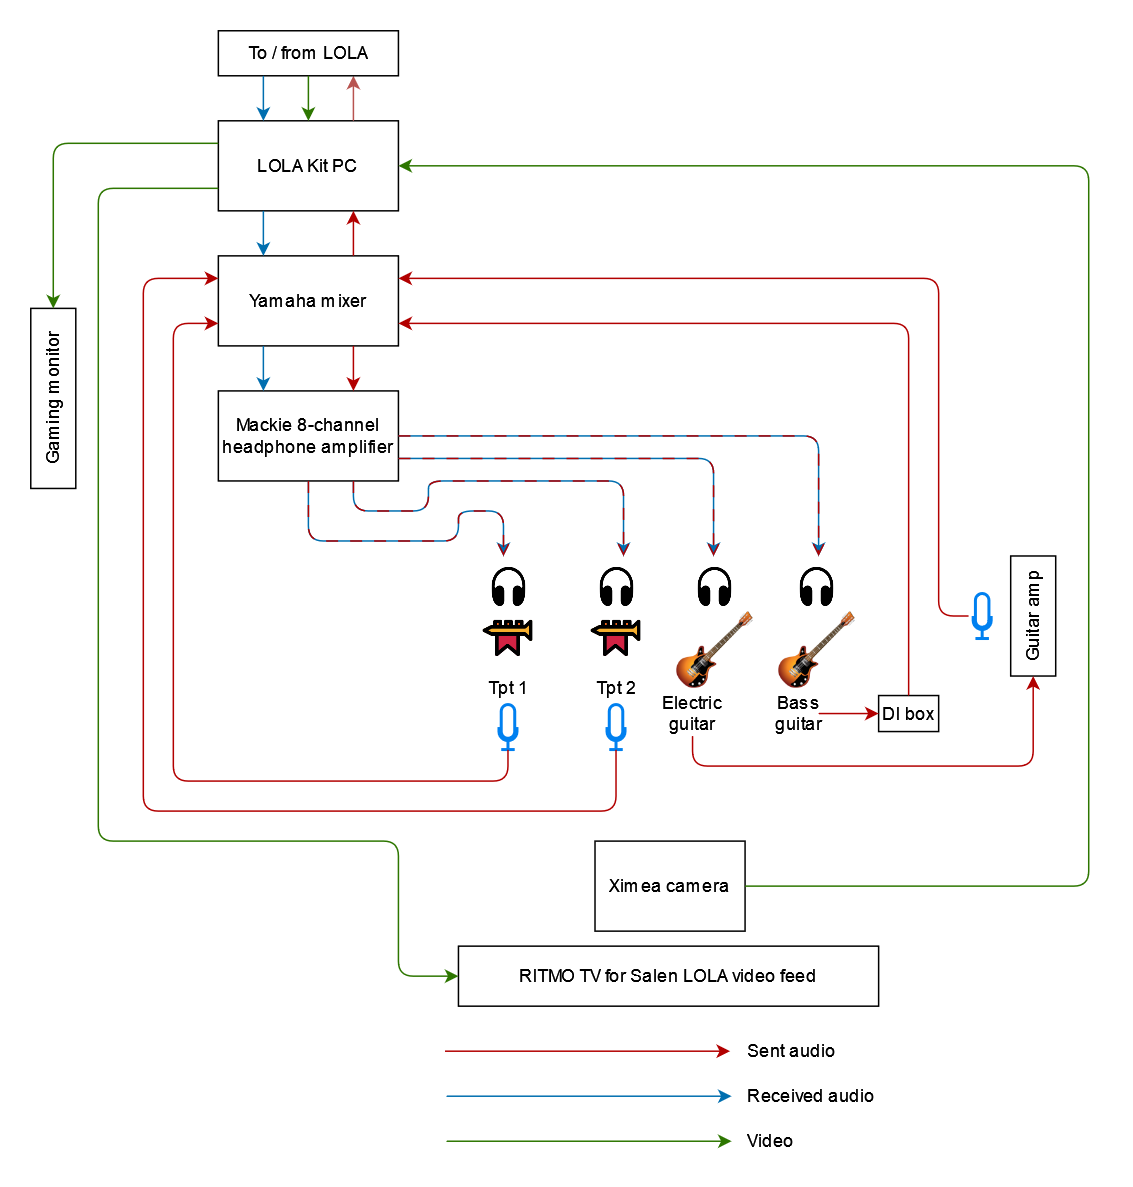 To / from LOLA
LOLA Kit PC
Yamaha mixer
Gaming monitor
Mackie 8-channel
headphone amplifier
Guitar amp
Tpt 1
Tpt 2
Electric
guitar
Bass
guitar
DI box
Ximea camera
RITMO TV for Salen LOLA video feed
Sent audio
Received audio
Video